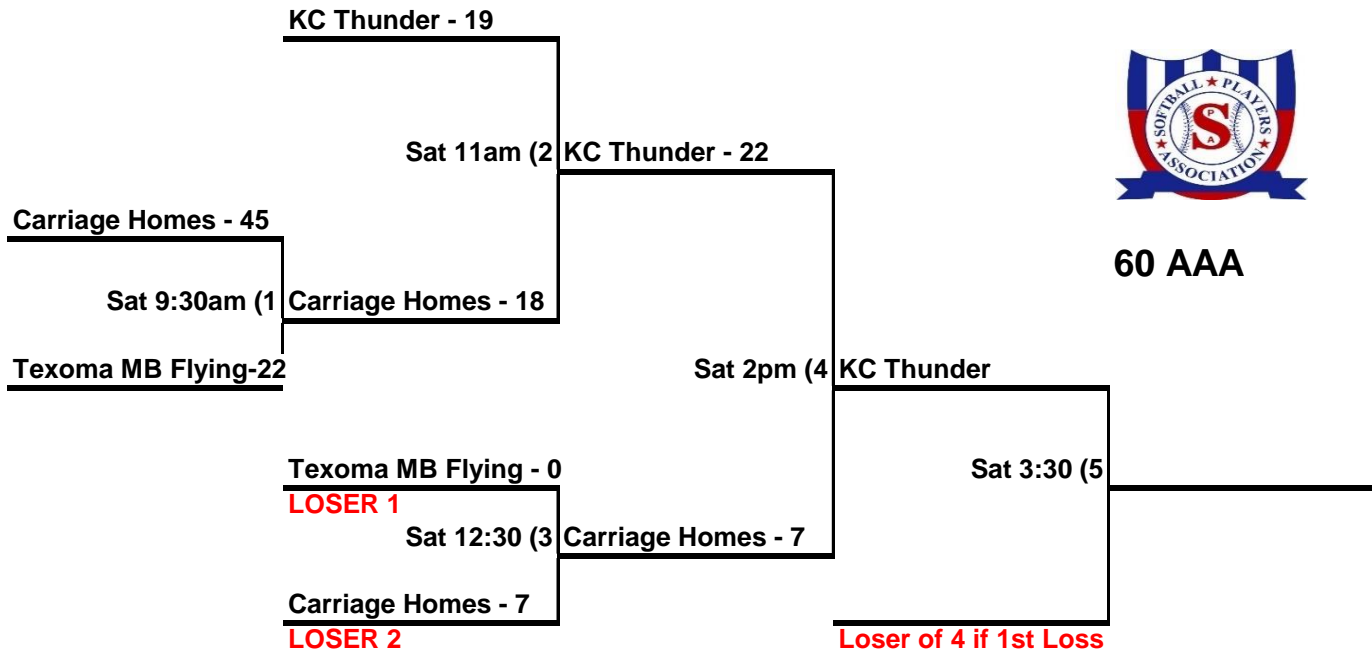 KC Thunder - 19
SOFTBALL ★ PLAYERS
P
S
A
★ ASSOCIATION ★
Sat 11am (2 KC Thunder - 22
Carriage Homes - 45
60 AAA
Sat 9:30am (1 Carriage Homes - 18
Texoma MB Flying-22
Sat 2pm (4 KC Thunder
Texoma MB Flying - 0
Sat 3:30 (5
LOSER 1
Sat 12:30 (3 Carriage Homes - 7
Carriage Homes - 7
LOSER 2
Loser of 4 if 1st Loss